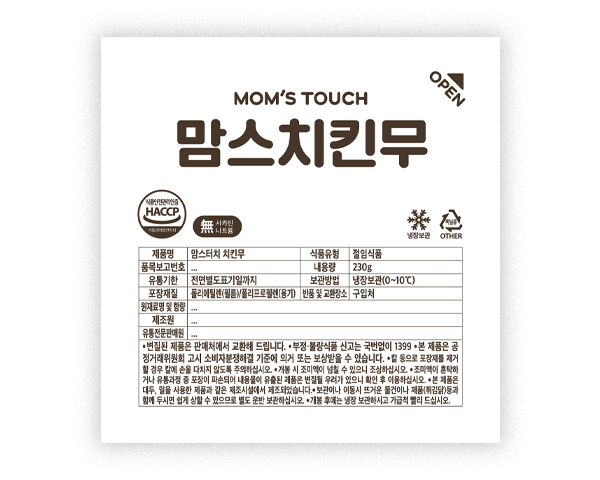 OPEN
MOM'S TOUCH
맘스치킨무
식품안전관리인증
HACCP
식품의약품안전처
無 사카린
나트륨
냉장보관
비닐류
OTHER
제품명 맘스터치 치킨무 식품유형 절임식품
품목보고번호 ... 내용량 230g
유통기한 전면별도표기일까지 보관방법 냉장보관(0~10℃)
포장재질 폴리에틸렌(필름)/폴리프로필렌(용기) 반품 및 교환장소 구입처
원재료명 및 함량 ...
제조원 ...
유통전문판매원 ...
•변질된 제품은 판매처에서 교환해 드립니다. •부정·불량식품 신고는 국번없이 1399 •본 제품은 공
정거래위원회 고시 소비자분쟁해결 기준에 의거 또는 보상받을 수 있습니다. •칼 등으로 포장재를 제거
할 경우 칼에 손을 다치지 않도록 주의하십시오. •개봉 시 조미액이 넘칠 수 있으니 조심하십시오. •조미액이 혼탁하
거나 유통과정 중 포장이 파손되어 내용물이 유출된 제품은 변질될 우려가 있으니 확인 후 이용하십시오. •본 제품은
대두, 밀을 사용한 제품과 같은 제조시설에서 제조되었습니다. •보관이나 이동시 뜨거운 물건이나 제품(튀김닭)등과
함께 두시면 쉽게 상할 수 있으므로 별도 운반 보관하십시오. •개봉 후에는 냉장 보관하시고 가급적 빨리 드십시오.